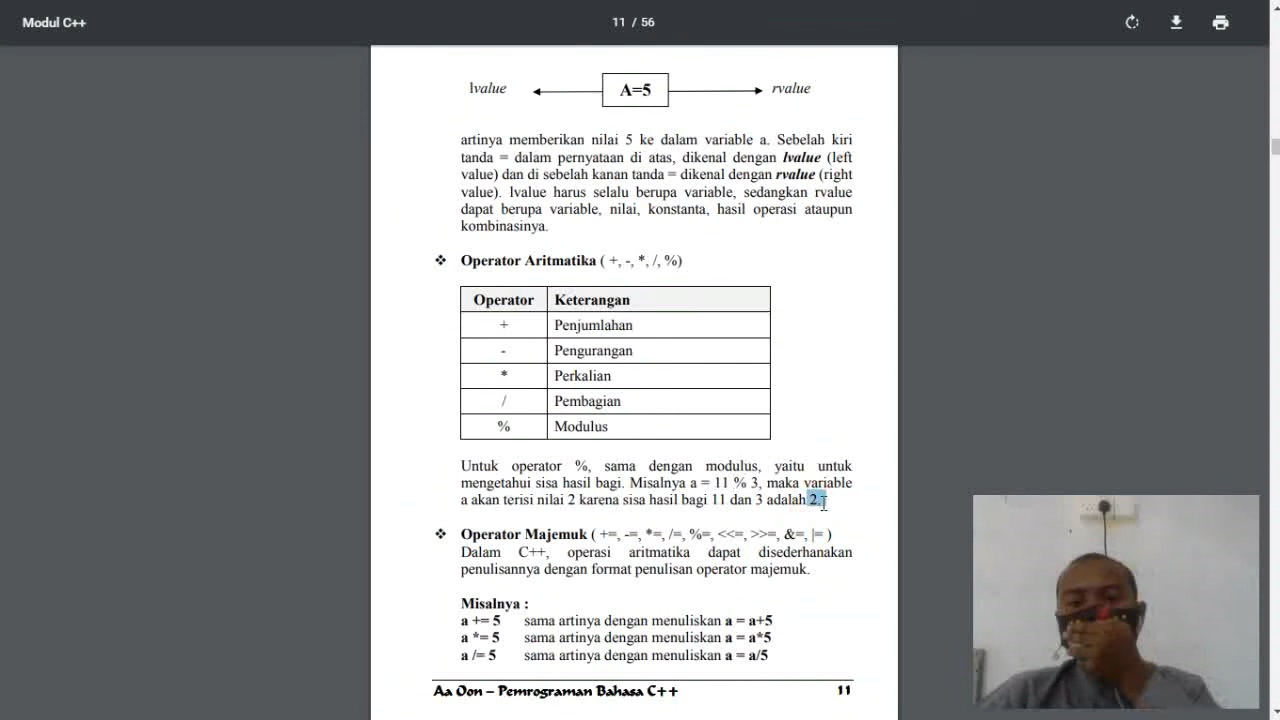 Modul C++
11 / 56
lvalue
A=5
rvalue
artinya memberikan nilai 5 ke dalam variable a. Sebelah kiri
tanda = dalam pernyataan di atas, dikenal dengan lvalue (left
value) dan di sebelah kanan tanda = dikenal dengan rvalue (right
value). lvalue harus selalu berupa variable, sedangkan rvalue
dapat berupa variable, nilai, konstanta, hasil operasi ataupun
kombinasinya.
❖ Operator Aritmatika ( +, -, *, /, %)
Operator Keterangan
+ Penjumlahan
- Pengurangan
* Perkalian
/ Pembagian
% Modulus
Untuk operator %, sama dengan modulus, yaitu untuk
mengetahui sisa hasil bagi. Misalnya a = 11 % 3, maka variable
a akan terisi nilai 2 karena sisa hasil bagi 11 dan 3 adalah 2.
❖ Operator Majemuk ( +=, -=, *=, /=, %=, <<=, >>=, &=, |= )
Dalam C++, operasi aritmatika dapat disederhanakan
penulisannya dengan format penulisan operator majemuk.
Misalnya :
a += 5 sama artinya dengan menuliskan a = a+5
a *= 5 sama artinya dengan menuliskan a = a*5
a /= 5 sama artinya dengan menuliskan a = a/5
Aa Oon – Pemrograman Bahasa C++ 11